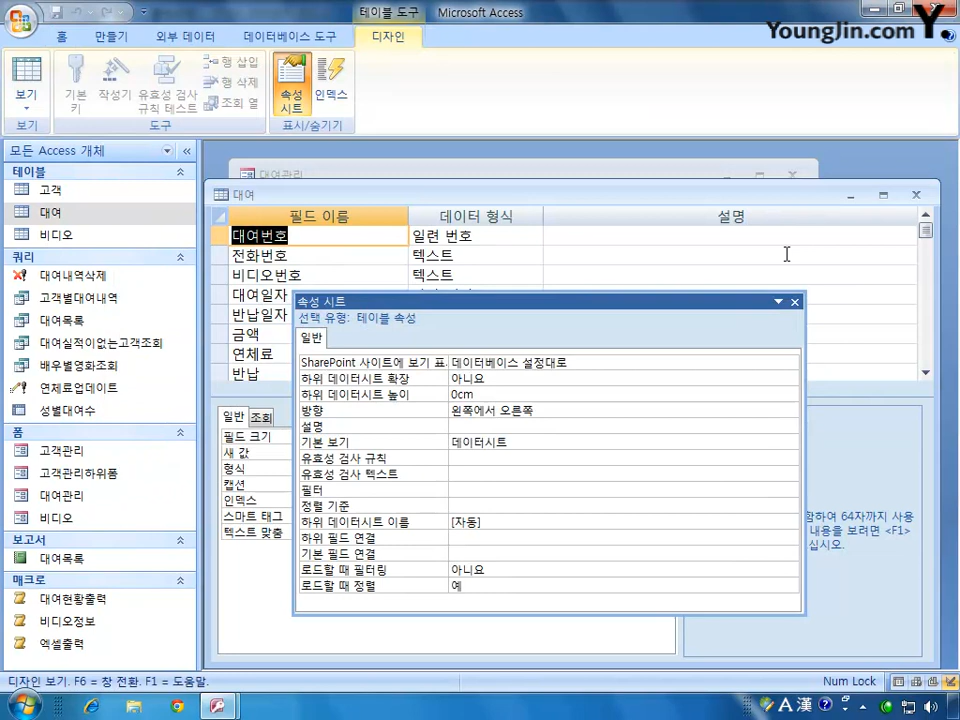 테이블 도구
Microsoft Access
YoungJin.com Y.
홈
만들기
외부 데이터
데이터베이스 도구
디자인
보기
기본
키
작성기
유효성 검사
규칙 테스트
행 삽입
행 삭제
조회 열
속성
시트
인덱스
보기
도구
표시/숨기기
모든 Access 개체
테이블
고객
대여
비디오
쿼리
대여내역삭제
고객별대여내역
대여목록
대여실적이없는고객조회
배우별영화조회
연체료업데이트
성별대여수
폼
고객관리
고객관리하위폼
대여관리
비디오
보고서
대여목록
매크로
대여현황출력
비디오정보
엑셀출력
대여관리
대여
필드 이름
데이터 형식
설명
대여번호
일련 번호
전화번호
텍스트
비디오번호
텍스트
대여일자
반납일자
금액
연체료
반납
속성 시트
선택 유형: 테이블 속성
일반
SharePoint 사이트에 보기 표
데이터베이스 설정대로
하위 데이터시트 확장
아니요
하위 데이터시트 높이
0cm
방향
왼쪽에서 오른쪽
설명
기본 보기
데이터시트
유효성 검사 규칙
유효성 검사 텍스트
필터
정렬 기준
하위 데이터시트 이름
[자동]
하위 필드 연결
기본 필드 연결
로드할 때 필터링
아니요
로드할 때 정렬
예
일반
조회
필드 크기
새 값
형식
캡션
인덱스
스마트 태그
텍스트 맞춤
함하여 64자까지 사용
내용을 보려면 <F1>
십시오.
디자인 보기. F6 = 창 전환. F1 = 도움말.
Num Lock
A 漢